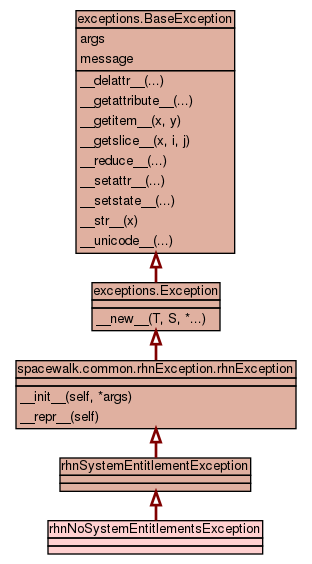 exceptions.BaseException
args
message
__delattr__(...)
__getattribute__(...)
__getitem__(x, y)
__getslice__(x, i, j)
__reduce__(...)
__setattr__(...)
__setstate__(...)
__str__(x)
__unicode__(...)
exceptions.Exception
__new__(T, S, *...)
spacewalk.common.rhnException.rhnException
__init__(self, *args)
__repr__(self)
rhnSystemEntitlementException
rhnNoSystemEntitlementsException